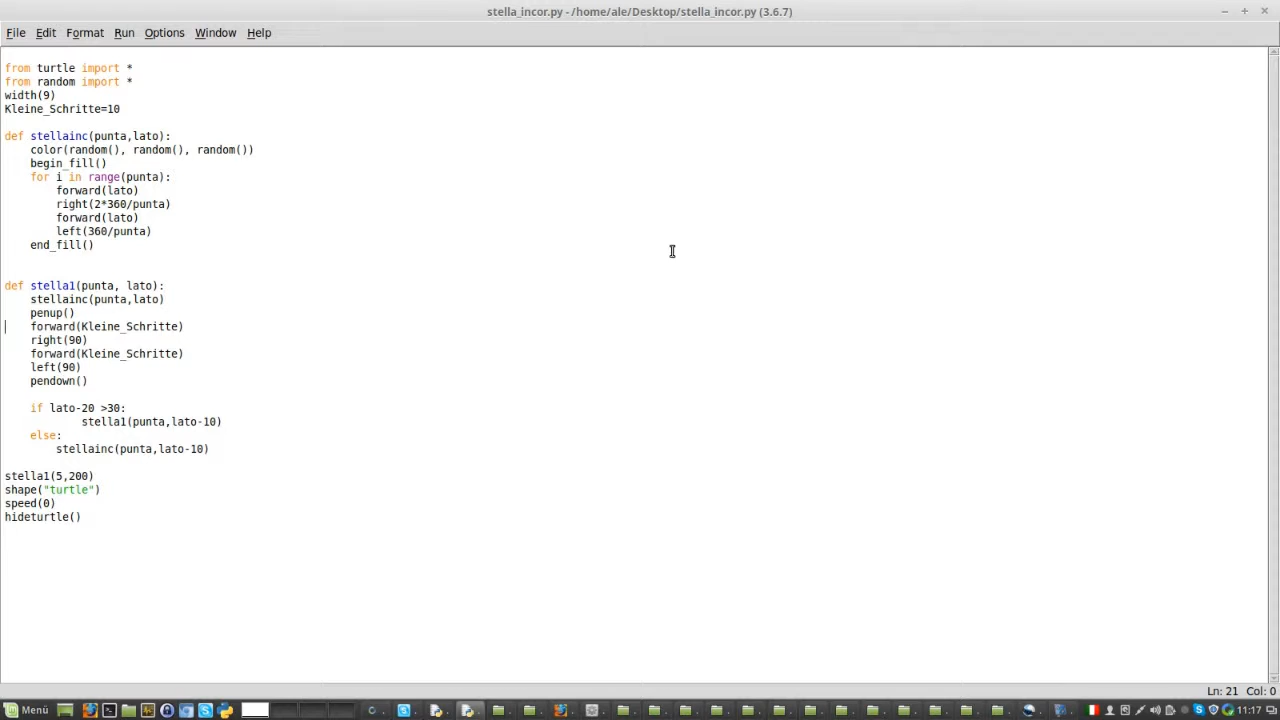 stella_incor.py - /home/ale/Desktop/stella_incor.py (3.6.7)
File Edit Format Run Options Window Help
from turtle import *
from random import *
width(9)
Kleine_Schritte=10
def stellainc(punta,lato):
    color(random(), random(), random())
    begin_fill()
    for i in range(punta):
        forward(lato)
        right(2*360/punta)
        forward(lato)
        left(360/punta)
    end_fill()
def stella1(punta, lato):
    stellainc(punta,lato)
    penup()
    forward(Kleine_Schritte)
    right(90)
    forward(Kleine_Schritte)
    left(90)
    pendown()
    if lato-20 >30:
            stella1(punta,lato-10)
    else:
        stellainc(punta,lato-10)
stella1(5,200)
shape("turtle")
speed(0)
hideturtle()
Ln: 21 Col: 0
Menù 11:17